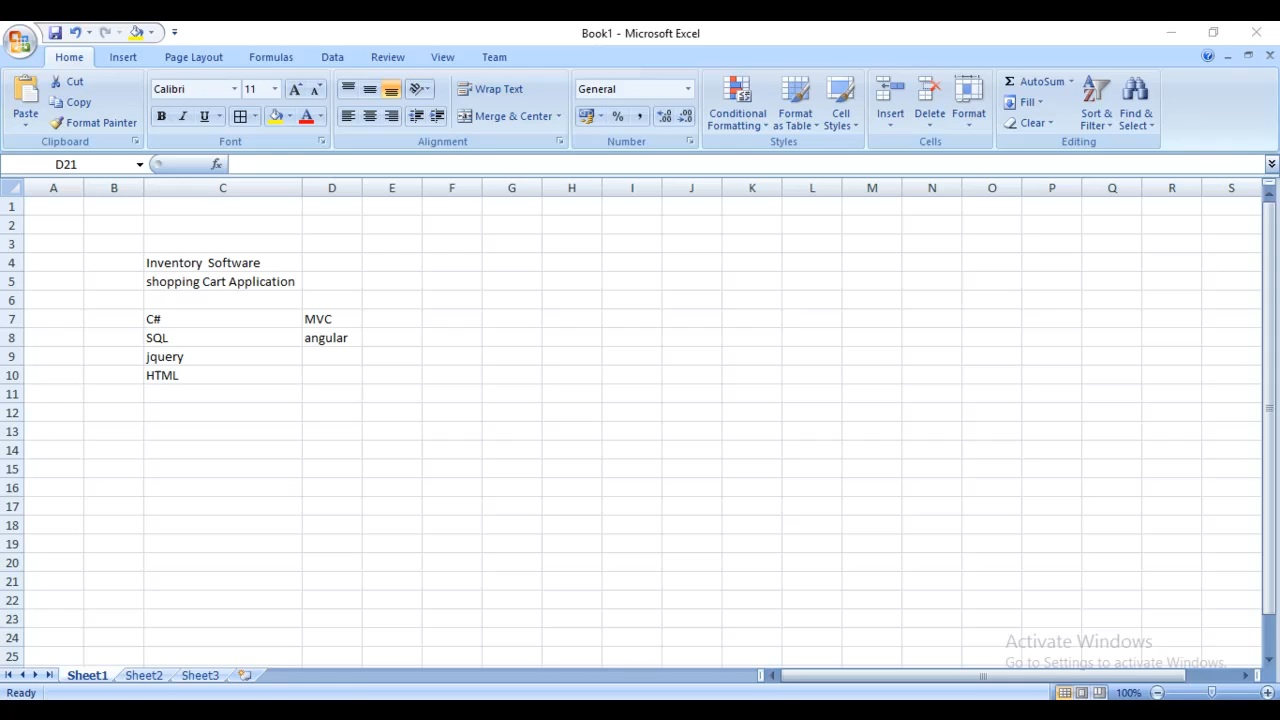 Book1 - Microsoft Excel
Home Insert Page Layout Formulas Data Review View Team
Paste Cut Copy Format Painter Clipboard
Calibri 11 B I U A Font
Wrap Text Merge & Center Alignment
General % , Number
Conditional Formatting Format as Table Cell Styles Styles
Insert Delete Format Cells
Σ AutoSum Fill Clear Sort & Filter Find & Select Editing
D21 fx
A B C D E F G H I J K L M N O P Q R S
1
2
3
4 Inventory  Software
5 shopping Cart Application
6
7 C# MVC
8 SQL angular
9 jquery
10 HTML
11
12
13
14
15
16
17
18
19
20
21
22
23
24
25
Activate Windows
Go to Settings to activate Windows.
Sheet1 Sheet2 Sheet3
Ready 100%